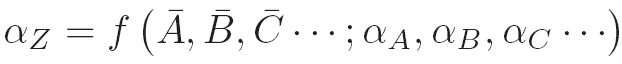 α_Z = f (Ā, B̄, C̄ ⋯ ; α_A, α_B, α_C ⋯)